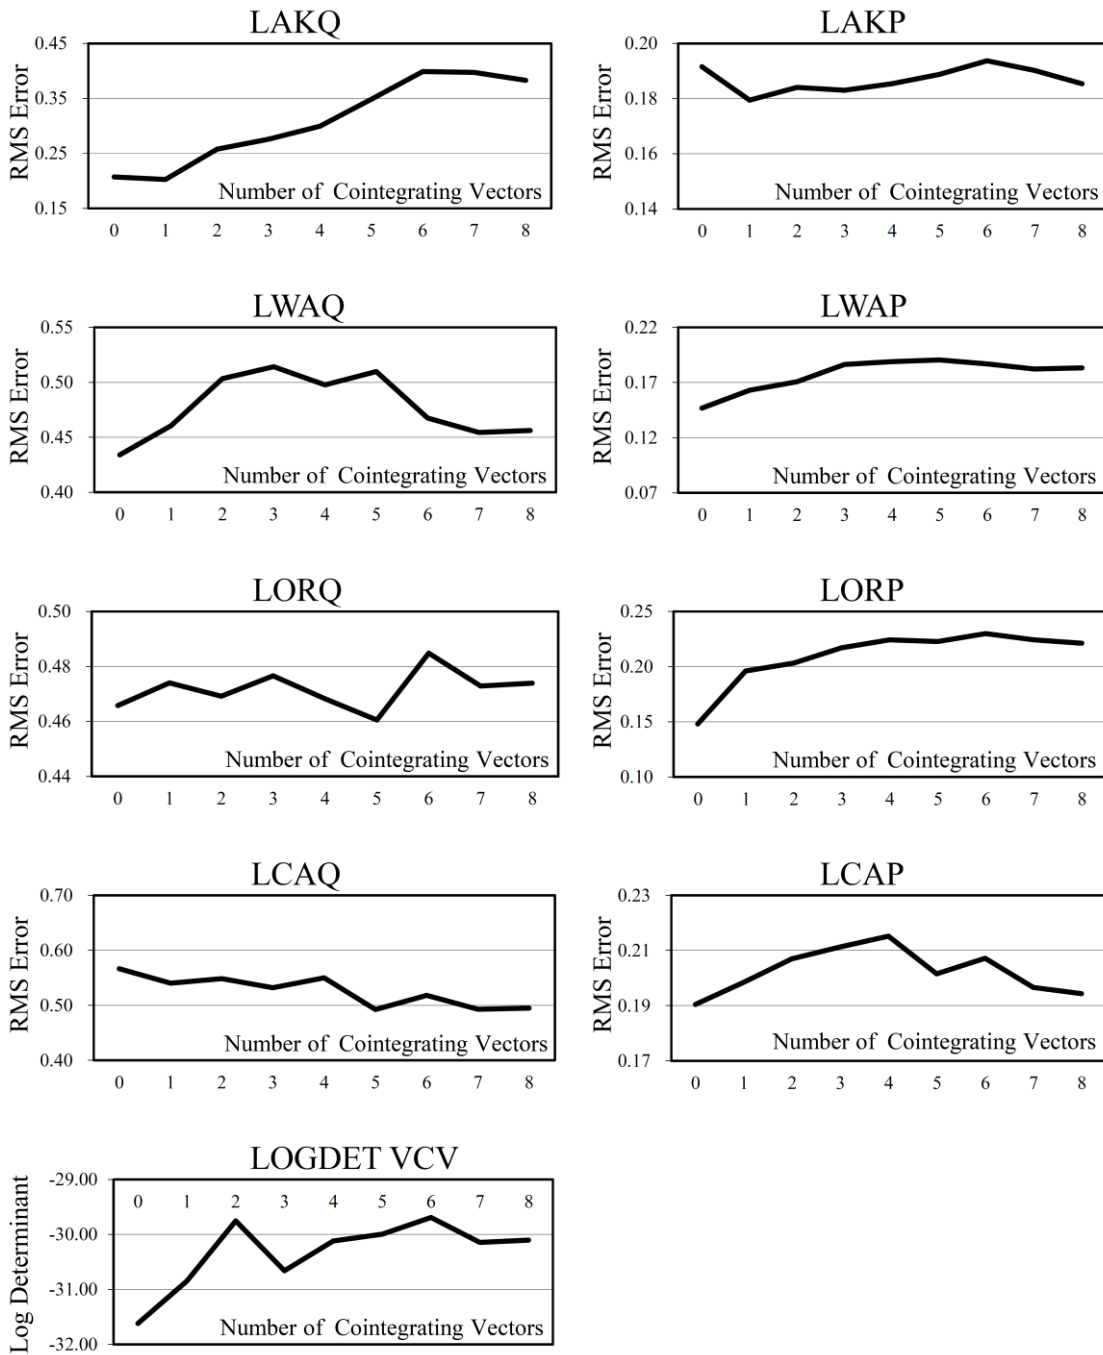 LAKQ
RMS Error
0.45
0.35
0.25
0.15
Number of Cointegrating Vectors
0 1 2 3 4 5 6 7 8
LAKP
RMS Error
0.20
0.18
0.16
0.14
Number of Cointegrating Vectors
0 1 2 3 4 5 6 7 8
LWAQ
RMS Error
0.55
0.50
0.45
0.40
Number of Cointegrating Vectors
0 1 2 3 4 5 6 7 8
LWAP
RMS Error
0.22
0.17
0.12
0.07
Number of Cointegrating Vectors
0 1 2 3 4 5 6 7 8
LORQ
RMS Error
0.50
0.48
0.46
0.44
Number of Cointegrating Vectors
0 1 2 3 4 5 6 7 8
LORP
RMS Error
0.25
0.20
0.15
0.10
Number of Cointegrating Vectors
0 1 2 3 4 5 6 7 8
LCAQ
RMS Error
0.70
0.60
0.50
0.40
Number of Cointegrating Vectors
0 1 2 3 4 5 6 7 8
LCAP
RMS Error
0.23
0.21
0.19
0.17
Number of Cointegrating Vectors
0 1 2 3 4 5 6 7 8
LOGDET VCV
Log Determinant
-29.00
0 1 2 3 4 5 6 7 8
-30.00
-31.00
-32.00
Number of Cointegrating Vectors